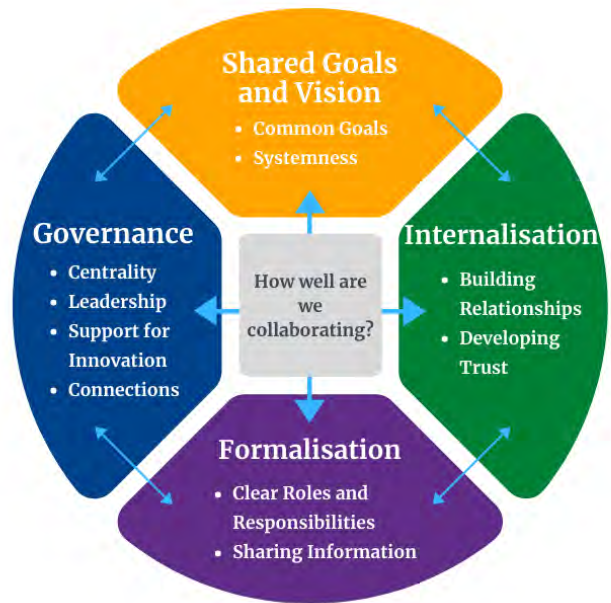 Shared Goals
and Vision
• Common Goals
• Systemness
Governance
• Centrality
• Leadership
• Support for
Innovation
• Connections
How well are
we
collaborating?
Internalisation
• Building
Relationships
• Developing
Trust
Formalisation
• Clear Roles and
Responsibilities
• Sharing Information